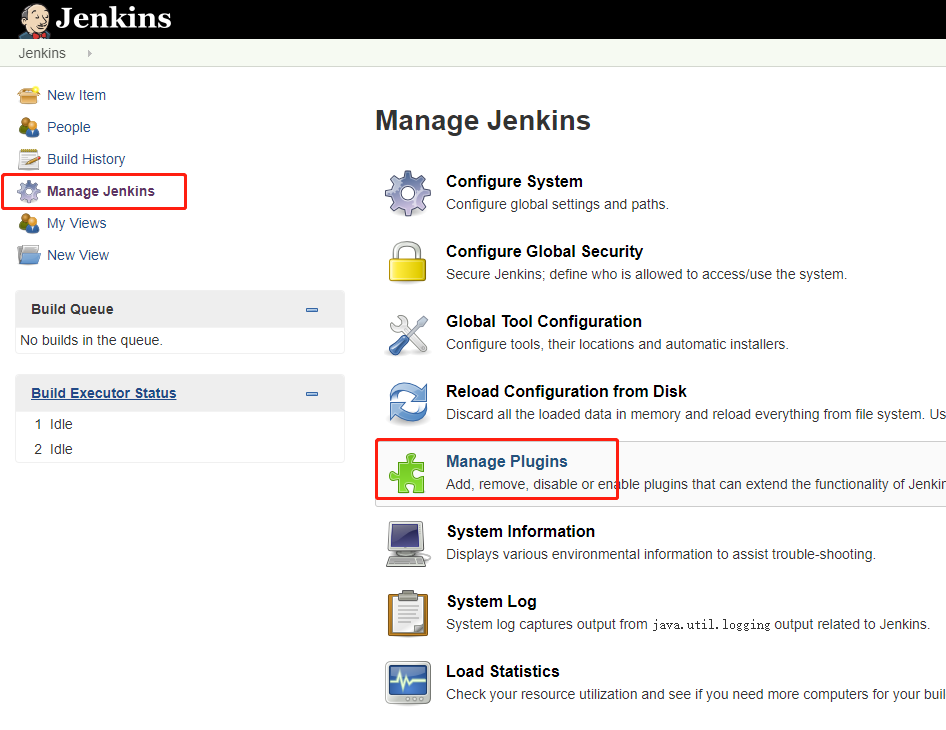 Jenkins
Jenkins
New Item
People
Build History
Manage Jenkins
My Views
New View
Build Queue
No builds in the queue.
Build Executor Status
1 Idle
2 Idle
Manage Jenkins
Configure System
Configure global settings and paths.
Configure Global Security
Secure Jenkins; define who is allowed to access/use the system.
Global Tool Configuration
Configure tools, their locations and automatic installers.
Reload Configuration from Disk
Discard all the loaded data in memory and reload everything from file system. Us
Manage Plugins
Add, remove, disable or enable plugins that can extend the functionality of Jenkin
System Information
Displays various environmental information to assist trouble-shooting.
System Log
System log captures output from java.util.logging output related to Jenkins.
Load Statistics
Check your resource utilization and see if you need more computers for your buil